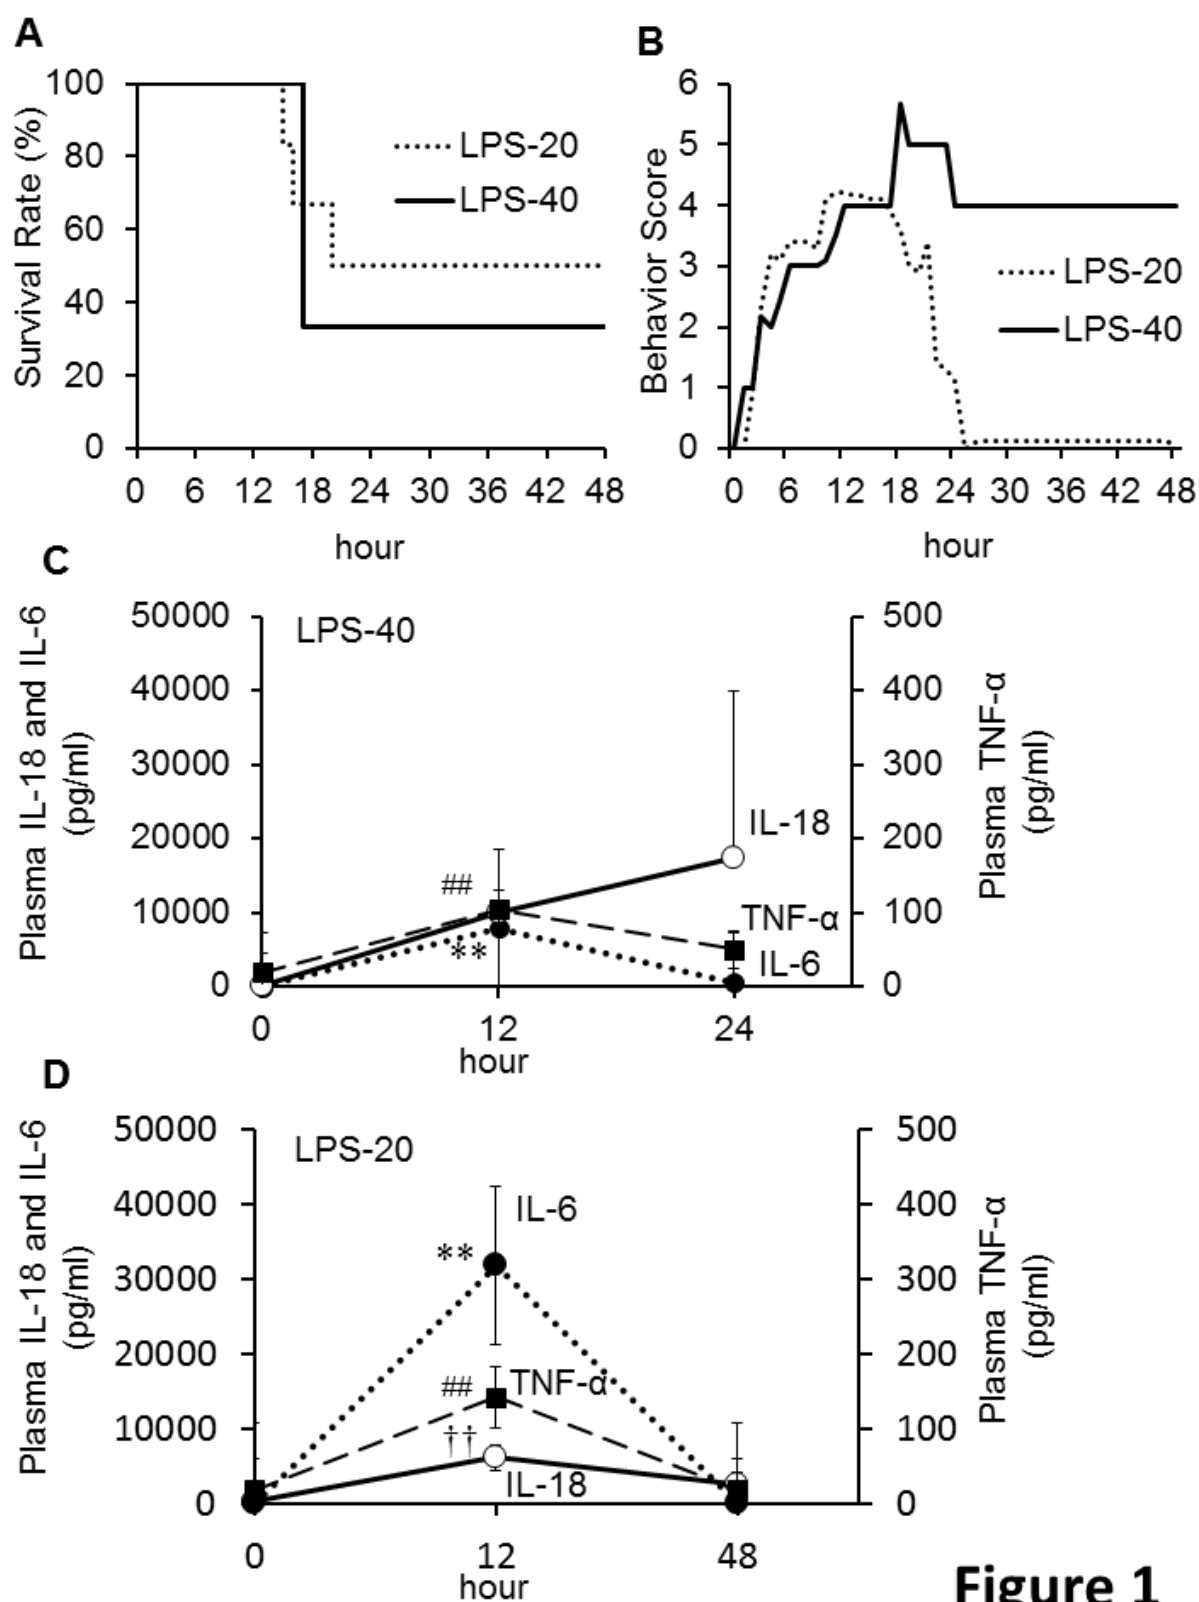 A
Survival Rate (%)
100
80
60
40
20
0
LPS-20
LPS-40
0 6 12 18 24 30 36 42 48
hour
B
Behavior Score
6
5
4
3
2
1
0
LPS-20
LPS-40
0 6 12 18 24 30 36 42 48
hour
C
Plasma IL-18 and IL-6
(pg/ml)
50000
40000
30000
20000
10000
0
LPS-40
##
**
IL-18
TNF-α
IL-6
500
400
300
200
100
0
Plasma TNF-α
(pg/ml)
0 12 24
hour
D
Plasma IL-18 and IL-6
(pg/ml)
50000
40000
30000
20000
10000
0
LPS-20
IL-6
**
##
TNF-α
††
IL-18
500
400
300
200
100
0
Plasma TNF-α
(pg/ml)
0 12 48
hour
Figure 1